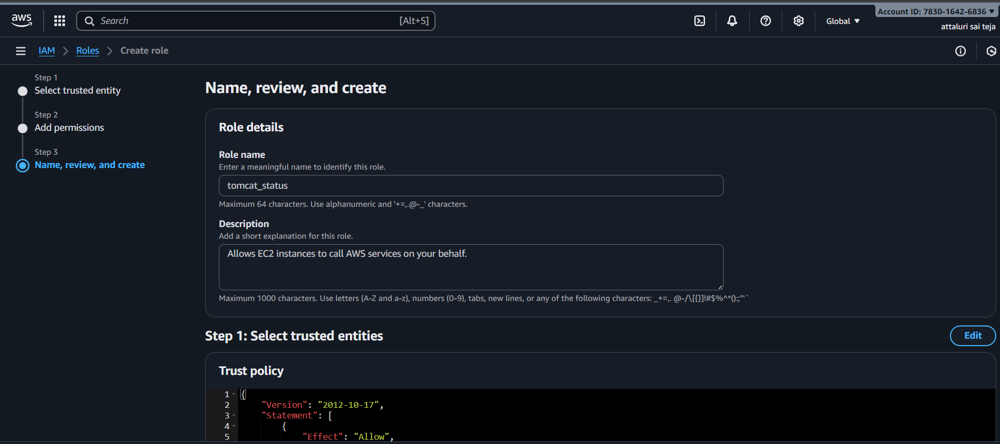 aws
Search
[Alt+S]
Global
Account ID: 7830-1642-6836
attaluri sai teja
IAM
Roles
Create role
Step 1
Select trusted entity
Step 2
Add permissions
Step 3
Name, review, and create
Name, review, and create
Role details
Role name
Enter a meaningful name to identify this role.
tomcat_status
Maximum 64 characters. Use alphanumeric and '+=,.@-_' characters.
Description
Add a short explanation for this role.
Allows EC2 instances to call AWS services on your behalf.
Maximum 1000 characters. Use letters (A-Z and a-z), numbers (0-9), tabs, new lines, or any of the following characters: _+=,. @-/\[{}]!#$%^*():;"'`
Step 1: Select trusted entities
Edit
Trust policy
1 {
2 "Version": "2012-10-17",
3 "Statement": [
4 {
5 "Effect": "Allow",